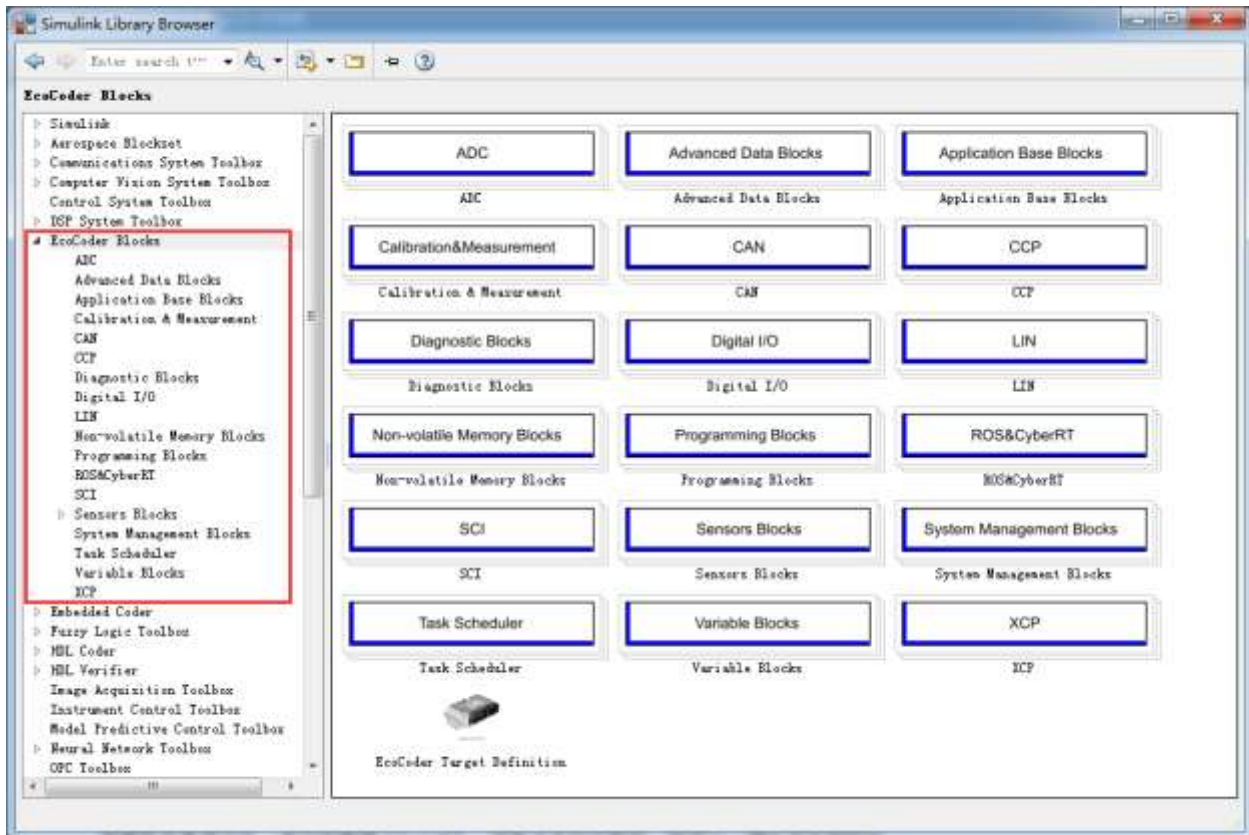 Simulink Library Browser
Enter search t
EcoCoder Blocks
Simulink
Aerospace Blockset
Communications System Toolbox
Computer Vision System Toolbox
Control System Toolbox
DSP System Toolbox
EcoCoder Blocks
ADC
Advanced Data Blocks
Application Base Blocks
Calibration & Measurement
CAN
CCP
Diagnostic Blocks
Digital I/O
LIN
Non-volatile Memory Blocks
Programming Blocks
ROS&CyberRT
SCI
Sensors Blocks
System Management Blocks
Task Scheduler
Variable Blocks
XCP
Embedded Coder
Fuzzy Logic Toolbox
HDL Coder
HDL Verifier
Image Acquisition Toolbox
Instrument Control Toolbox
Model Predictive Control Toolbox
Neural Network Toolbox
OPC Toolbox
ADC Advanced Data Blocks Application Base Blocks
ADC Advanced Data Blocks Application Base Blocks
Calibration&Measurement CAN CCP
Calibration & Measurement CAN CCP
Diagnostic Blocks Digital I/O LIN
Diagnostic Blocks Digital I/O LIN
Non-volatile Memory Blocks Programming Blocks ROS&CyberRT
Non-volatile Memory Blocks Programming Blocks ROS&CyberRT
SCI Sensors Blocks System Management Blocks
SCI Sensors Blocks System Management Blocks
Task Scheduler Variable Blocks XCP
Task Scheduler Variable Blocks XCP
EcoCoder Target Definition